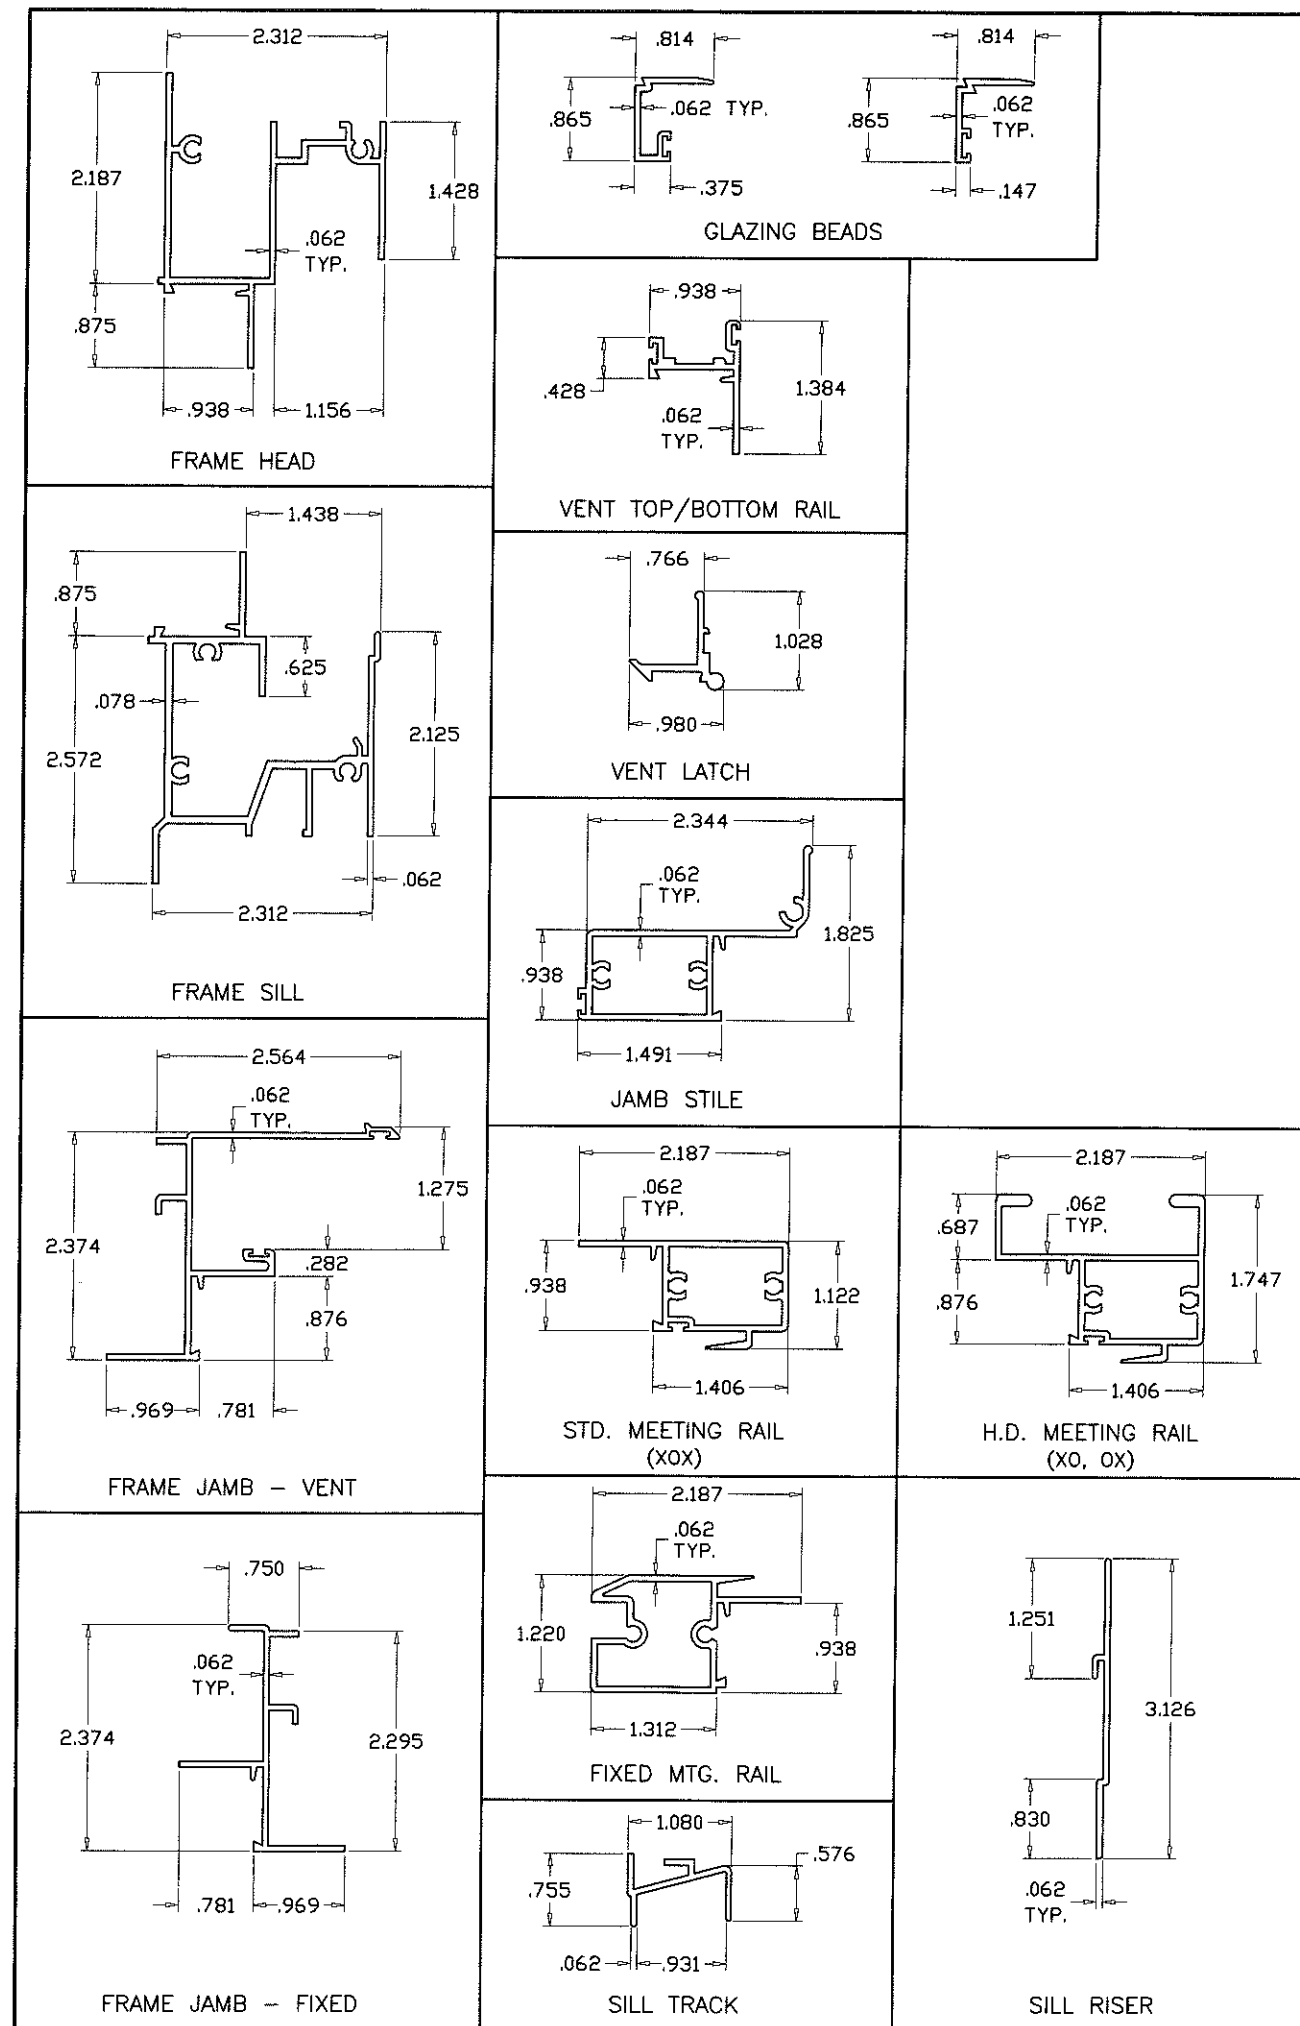 2.312
2.187
1.428
.062
TYP.
.875
.938
1.156
FRAME HEAD
.814
.865
.062 TYP.
.375
.814
.865
.062
TYP.
.147
GLAZING BEADS
.938
.428
1.384
.062
TYP.
VENT TOP/BOTTOM RAIL
1.438
.875
.625
.078
2.572
2.125
.062
2.312
FRAME SILL
.766
1.028
.980
VENT LATCH
2.344
.062
TYP.
1.825
.938
1.491
JAMB STILE
2.564
.062
TYP.
1.275
2.374
.282
.876
.969
.781
FRAME JAMB - VENT
2.187
.062
TYP.
.938
1.122
1.406
STD. MEETING RAIL
(XOX)
2.187
.687
.062
TYP.
.876
1.747
1.406
H.D. MEETING RAIL
(XO, OX)
.750
.062
TYP.
2.374
2.295
.781
.969
FRAME JAMB - FIXED
2.187
.062
TYP.
1.220
.938
1.312
FIXED MTG. RAIL
1.080
.576
.755
.062
.931
SILL TRACK
1.251
3.126
.830
.062
TYP.
SILL RISER